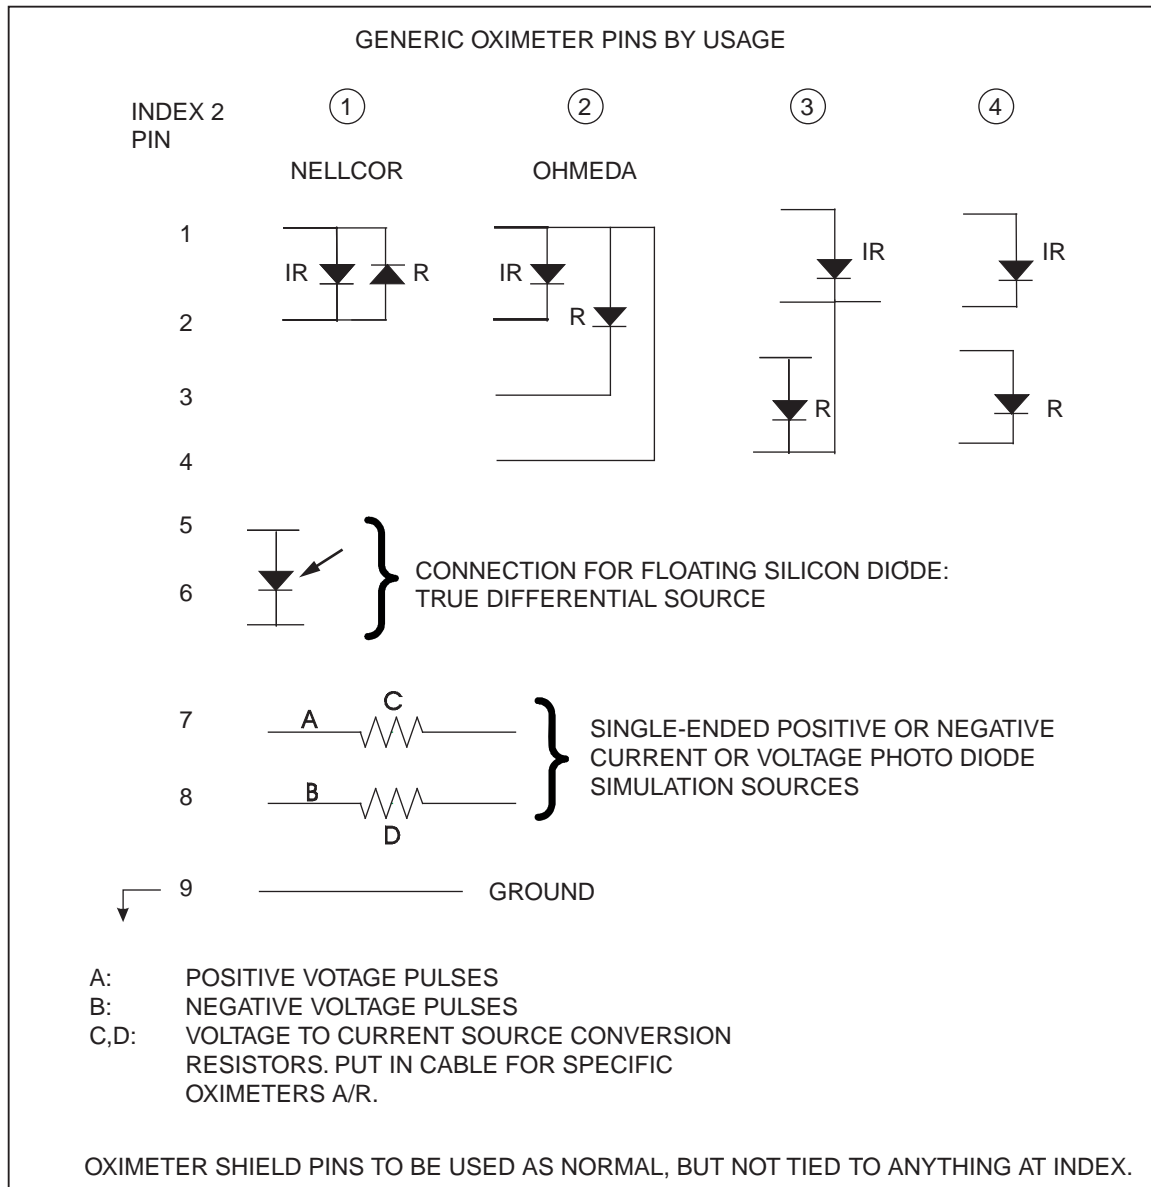 GENERIC OXIMETER PINS BY USAGE
INDEX 2
PIN
1
2
3
4
NELLCOR
OHMEDA
1
IR
R
IR
IR
IR
2
R
3
R
R
4
5
6
CONNECTION FOR FLOATING SILICON DIODE:
TRUE DIFFERENTIAL SOURCE
7
A
C
8
B
D
SINGLE-ENDED POSITIVE OR NEGATIVE
CURRENT OR VOLTAGE PHOTO DIODE
SIMULATION SOURCES
9
GROUND
A: POSITIVE VOTAGE PULSES
B: NEGATIVE VOLTAGE PULSES
C,D: VOLTAGE TO CURRENT SOURCE CONVERSION
RESISTORS. PUT IN CABLE FOR SPECIFIC
OXIMETERS A/R.
OXIMETER SHIELD PINS TO BE USED AS NORMAL, BUT NOT TIED TO ANYTHING AT INDEX.